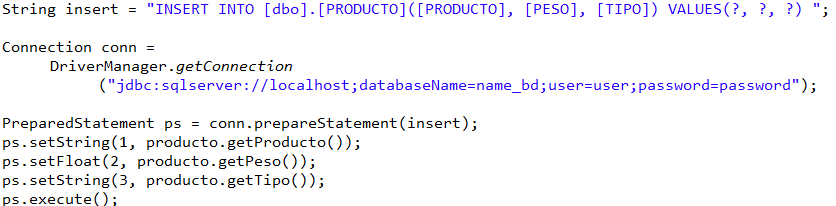 String insert = "INSERT INTO [dbo].[PRODUCTO]([PRODUCTO], [PESO], [TIPO]) VALUES(?, ?, ?) ";
Connection conn =
DriverManager.getConnection
("jdbc:sqlserver://localhost;databaseName=name_bd;user=user;password=password");
PreparedStatement ps = conn.prepareStatement(insert);
ps.setString(1, producto.getProducto());
ps.setFloat(2, producto.getPeso());
ps.setString(3, producto.getTipo());
ps.execute();